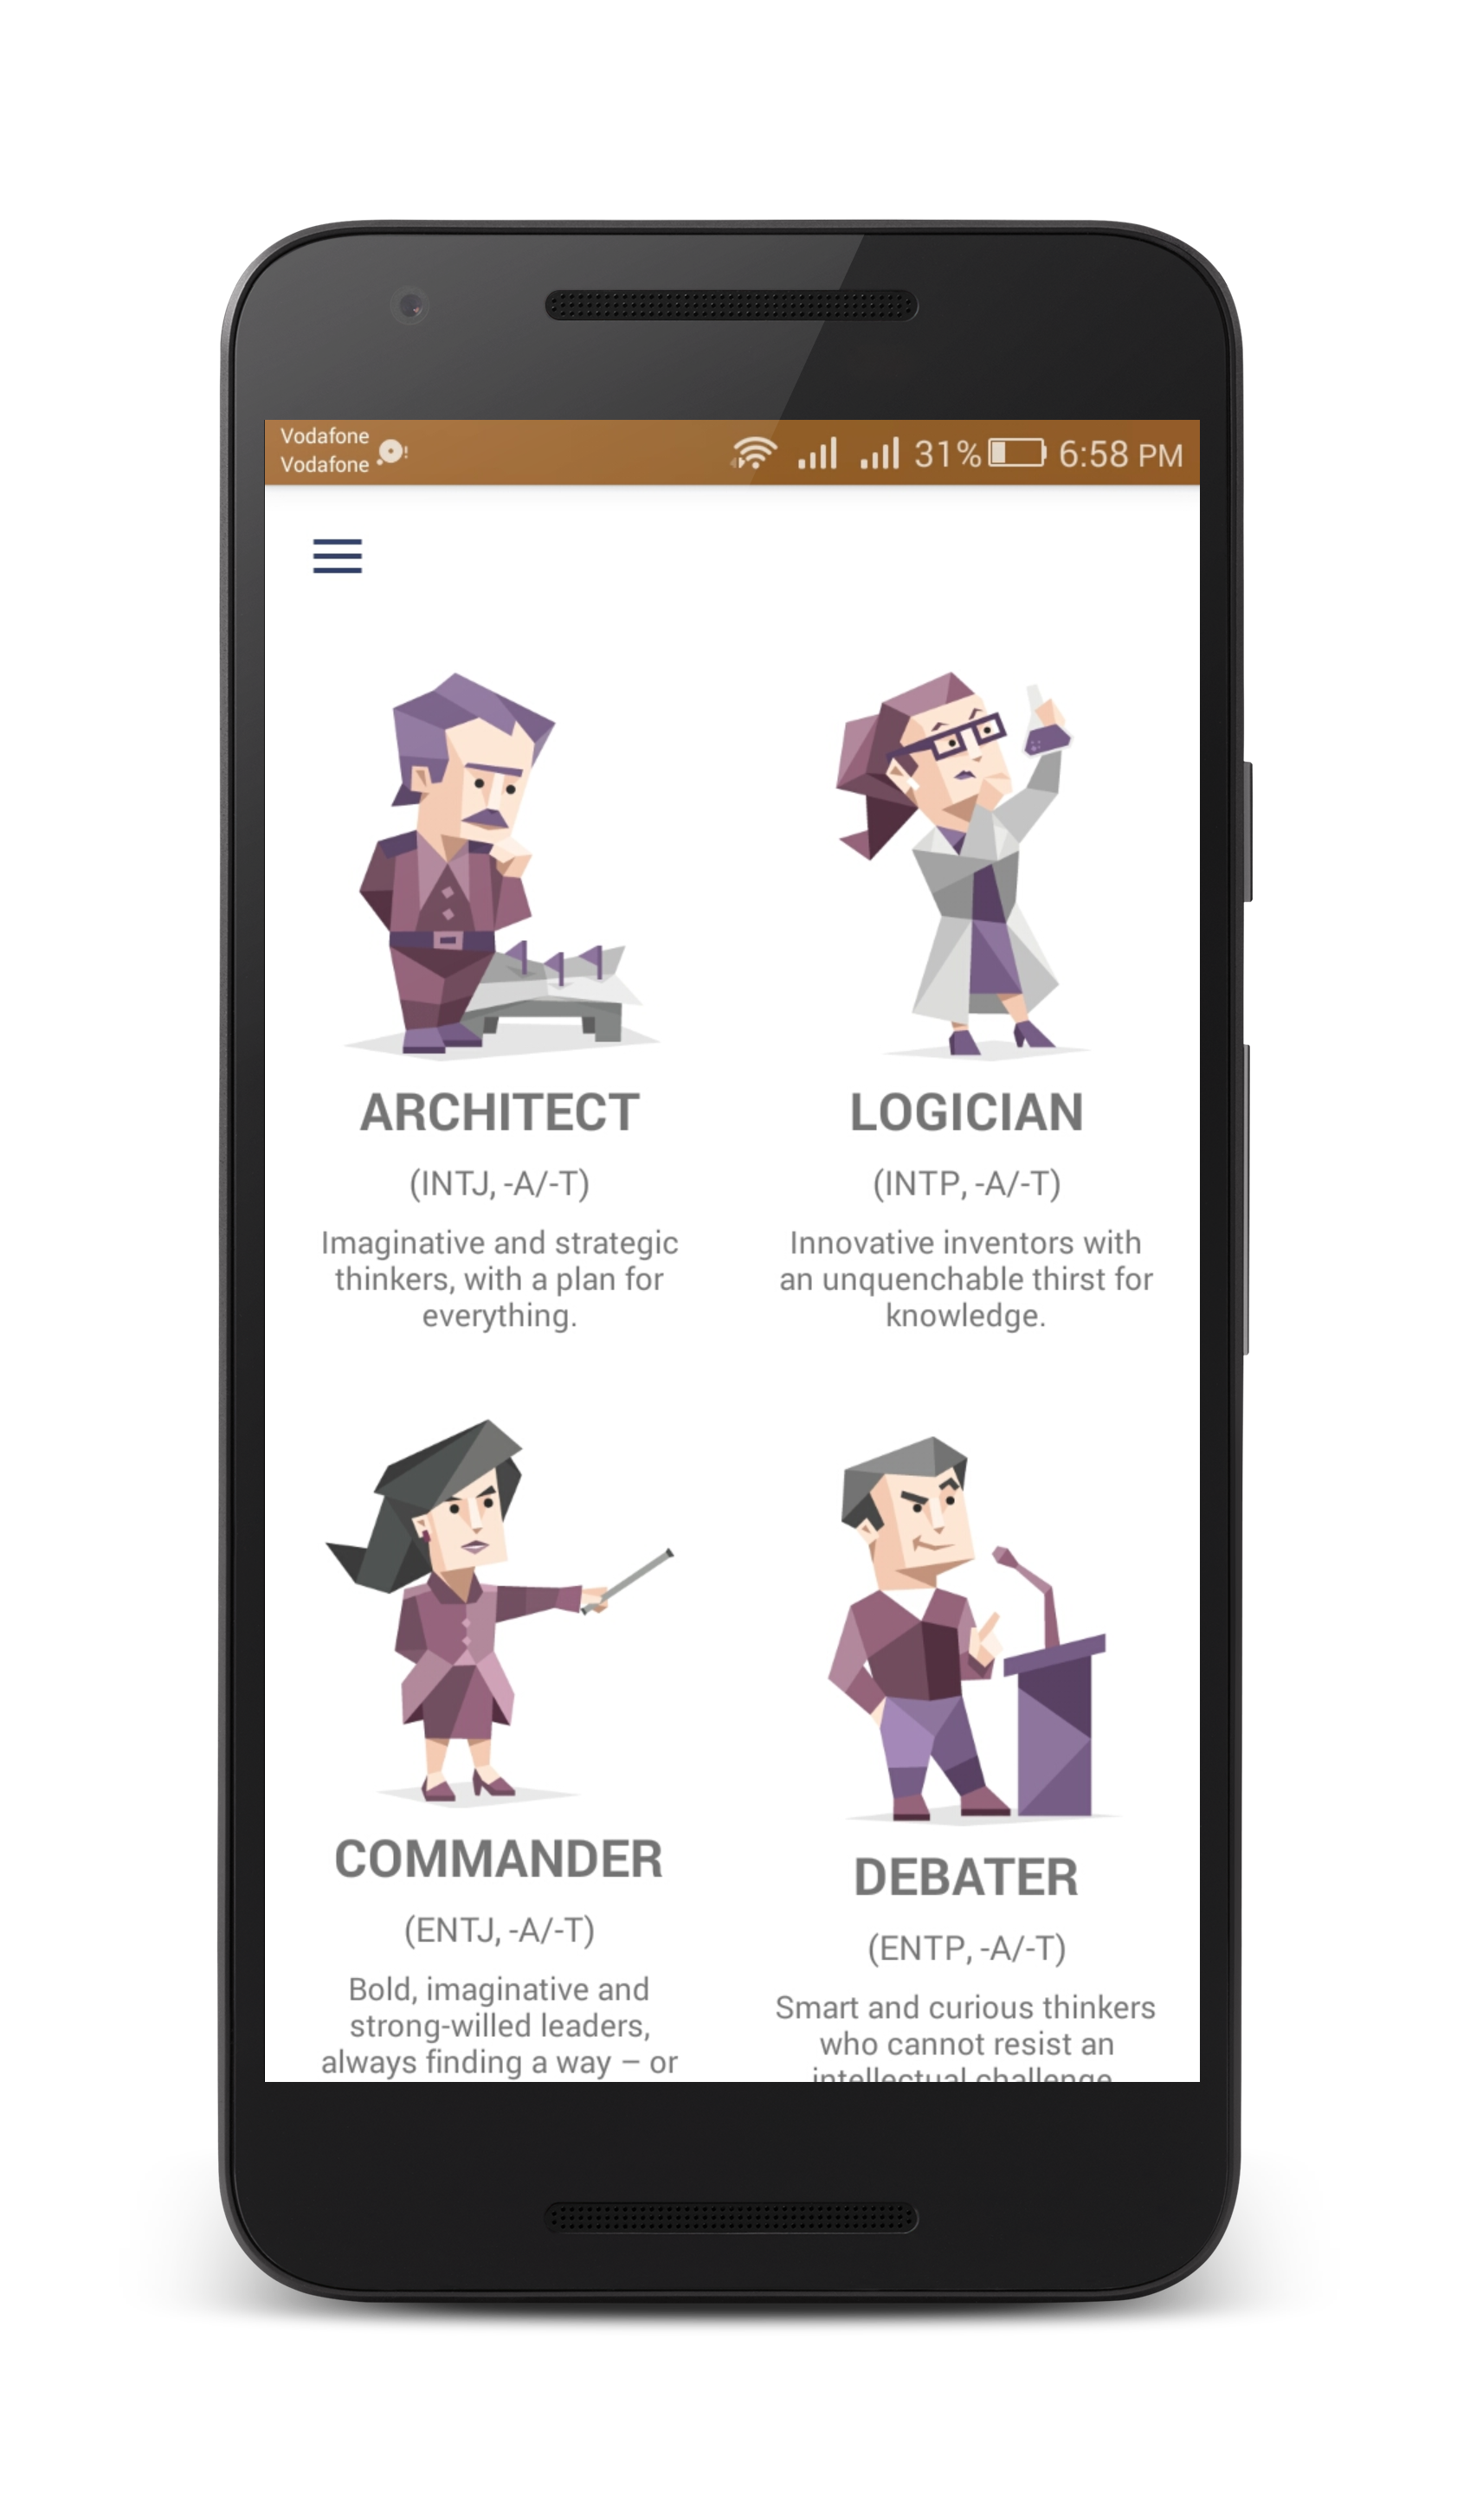 Vodafone
Vodafone
31%
6:58 PM
ARCHITECT
(INTJ, -A/-T)
Imaginative and strategic
thinkers, with a plan for
everything.
LOGICIAN
(INTP, -A/-T)
Innovative inventors with
an unquenchable thirst for
knowledge.
COMMANDER
(ENTJ, -A/-T)
Bold, imaginative and
strong-willed leaders,
always finding a way – or
DEBATER
(ENTP, -A/-T)
Smart and curious thinkers
who cannot resist an
intellectual challenge